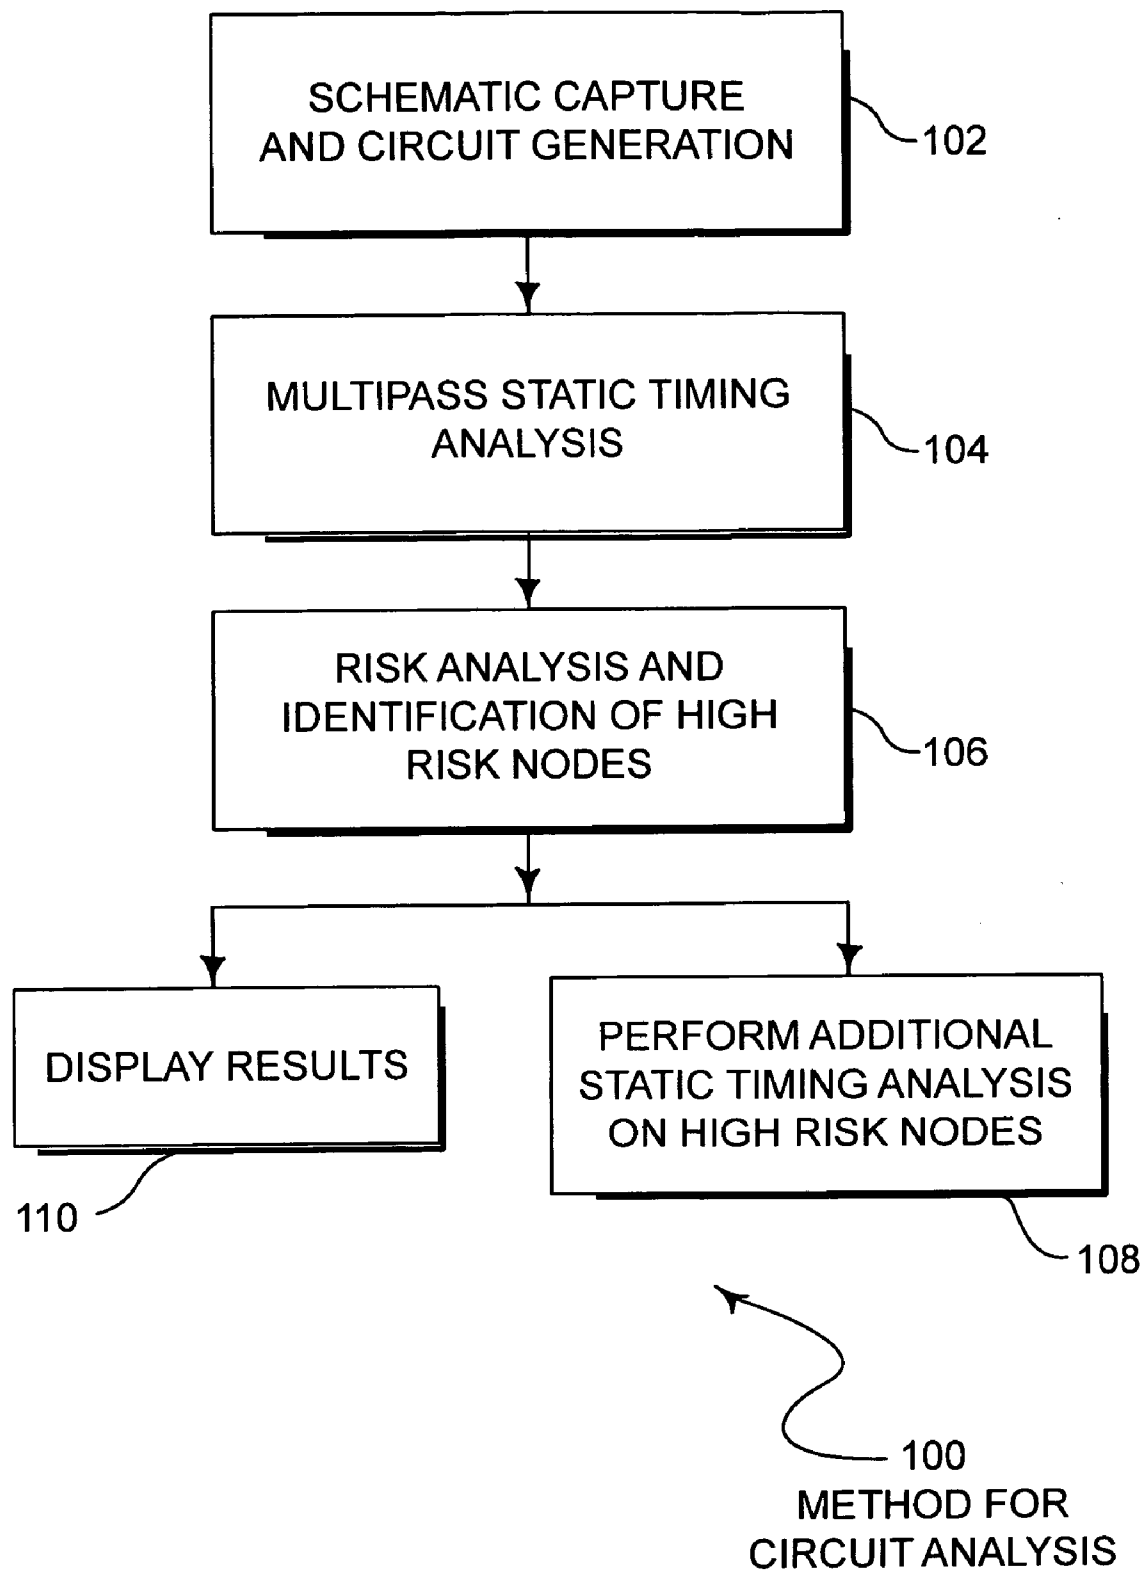 SCHEMATIC CAPTURE
AND CIRCUIT GENERATION
102
MULTIPASS STATIC TIMING
ANALYSIS
104
RISK ANALYSIS AND
IDENTIFICATION OF HIGH
RISK NODES
106
DISPLAY RESULTS
110
PERFORM ADDITIONAL
STATIC TIMING ANALYSIS
ON HIGH RISK NODES
108
100
METHOD FOR
CIRCUIT ANALYSIS